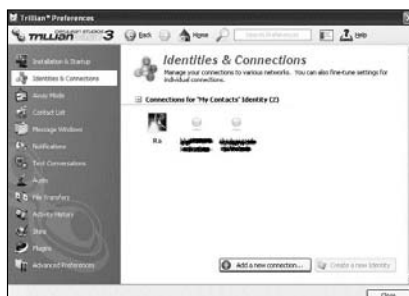 Trillian® Preferences
trillian 3
Back
Home
Help
Installation & Startup
Identities & Connections
Away Mode
Contact List
Message Windows
Notifications
Text Conversations
Audio
File Transfers
Activity History
Skins
Plugins
Advanced Preferences
Identities & Connections
Manage your connections to various networks. You can also fine-tune settings for
individual connections.
Connections for 'My Contacts' Identity (2)
Add a new connection...
Create a new Identity
Close